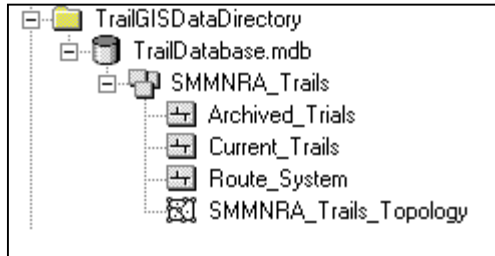 TrailGISDataDirectory
TrailDatabase.mdb
SMMNRA_Trails
Archived_Trials
Current_Trails
Route_System
SMMNRA_Trails_Topology